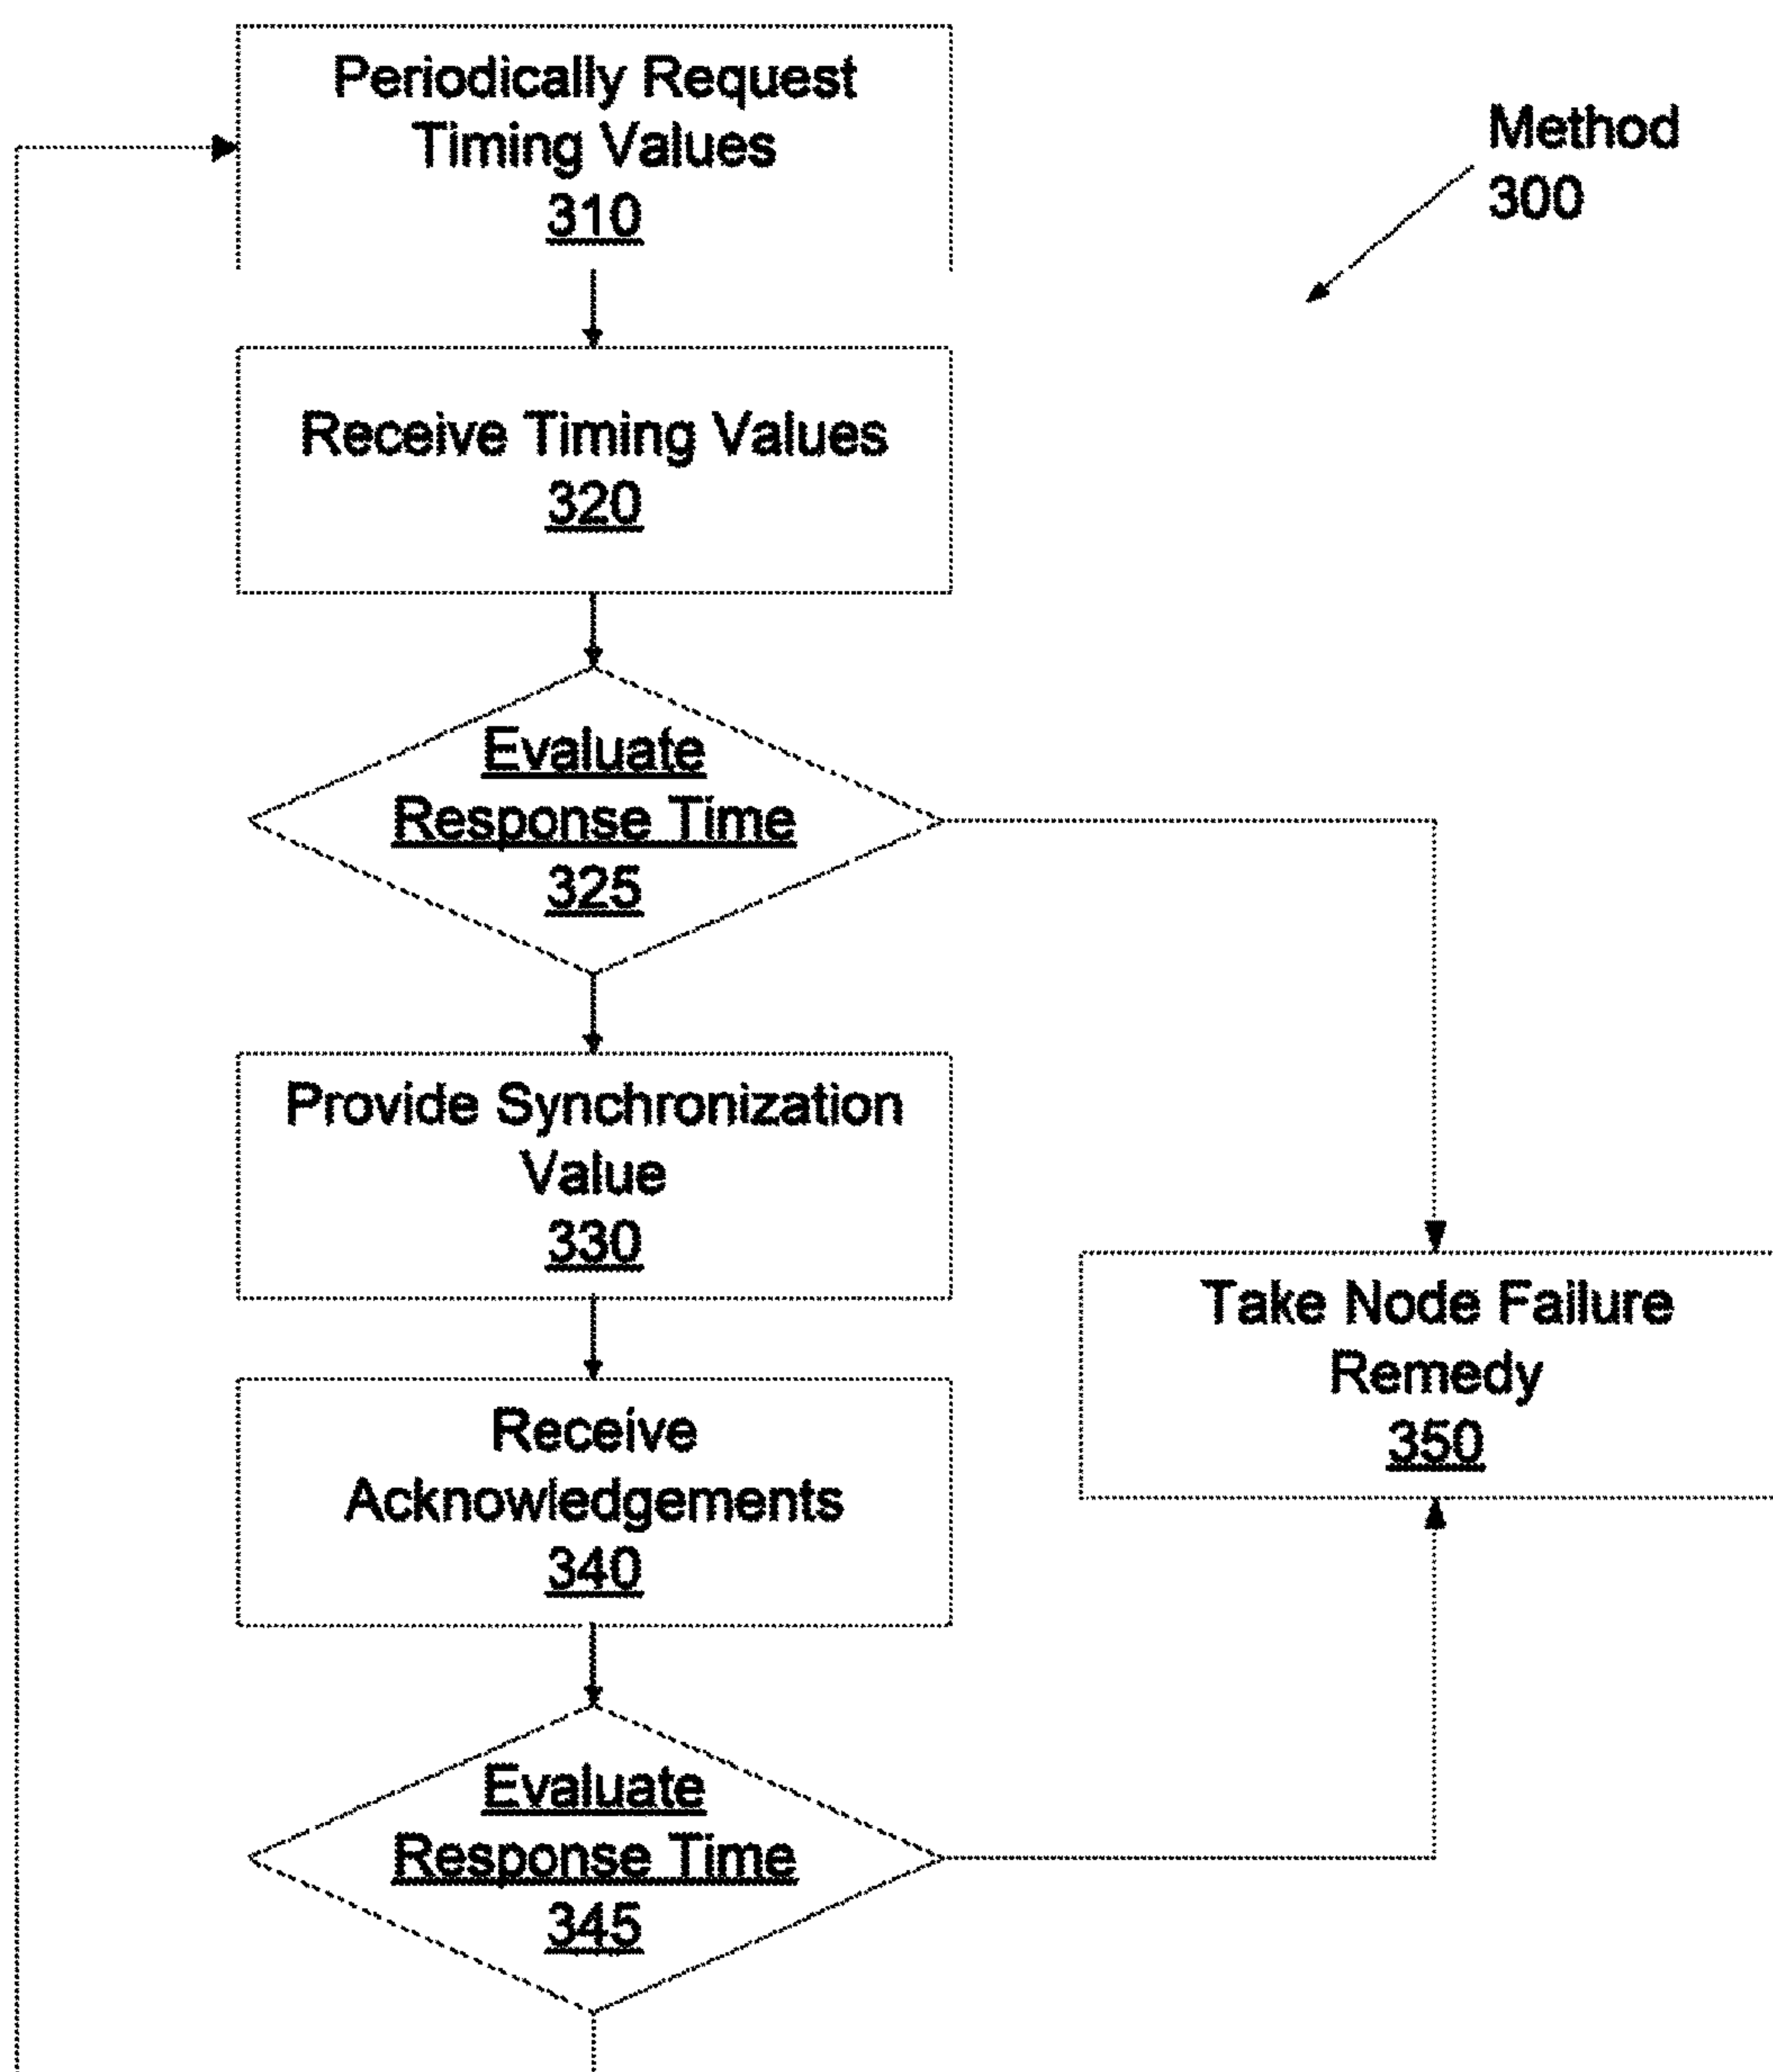 Periodically Request
Timing Values
310
Method
300
Receive Timing Values
320
Evaluate
Response Time
325
Provide Synchronization
Value
330
Take Node Failure
Remedy
350
Receive
Acknowledgements
340
Evaluate
Response Time
345